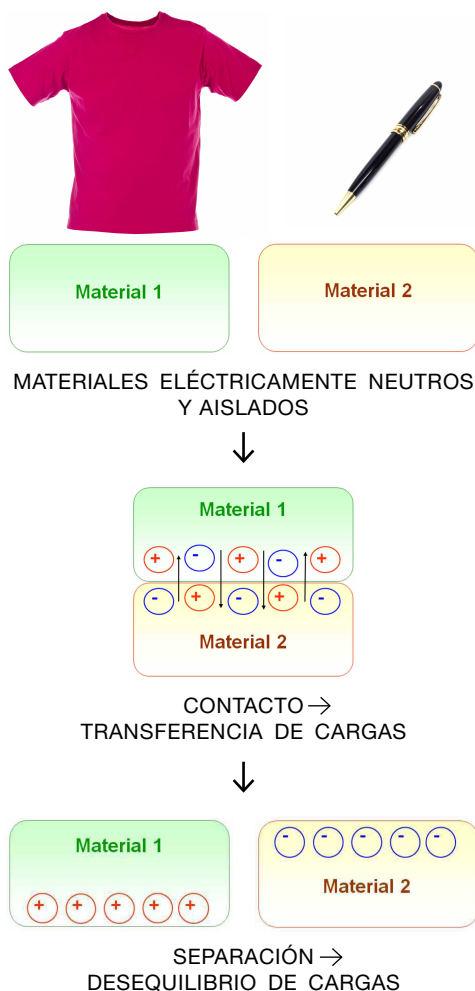 Material 1
Material 2
MATERIALES ELÉCTRICAMENTE NEUTROS
Y AISLADOS
↓
Material 1
+ - + - +
- + - + -
Material 2
CONTACTO →
TRANSFERENCIA DE CARGAS
↓
Material 1
+ + + + +
- - - - -
Material 2
SEPARACIÓN →
DESEQUILIBRIO DE CARGAS